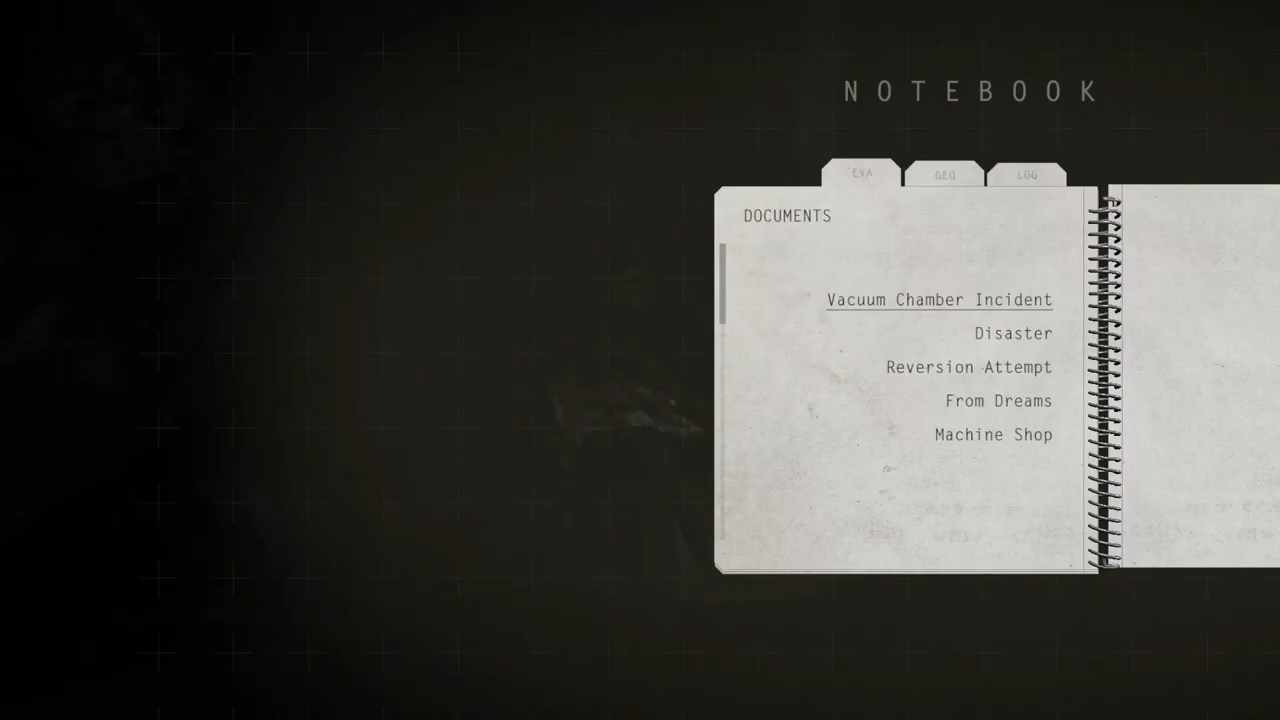 NOTEBOOK
EVA GEO LOG
DOCUMENTS
Vacuum Chamber Incident
Disaster
Reversion Attempt
From Dreams
Machine Shop